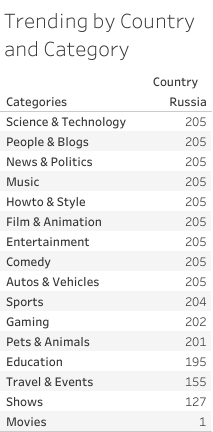 Trending by Country
and Category
Country
Categories Russia
Science & Technology 205
People & Blogs 205
News & Politics 205
Music 205
Howto & Style 205
Film & Animation 205
Entertainment 205
Comedy 205
Autos & Vehicles 205
Sports 204
Gaming 202
Pets & Animals 201
Education 195
Travel & Events 155
Shows 127
Movies 1